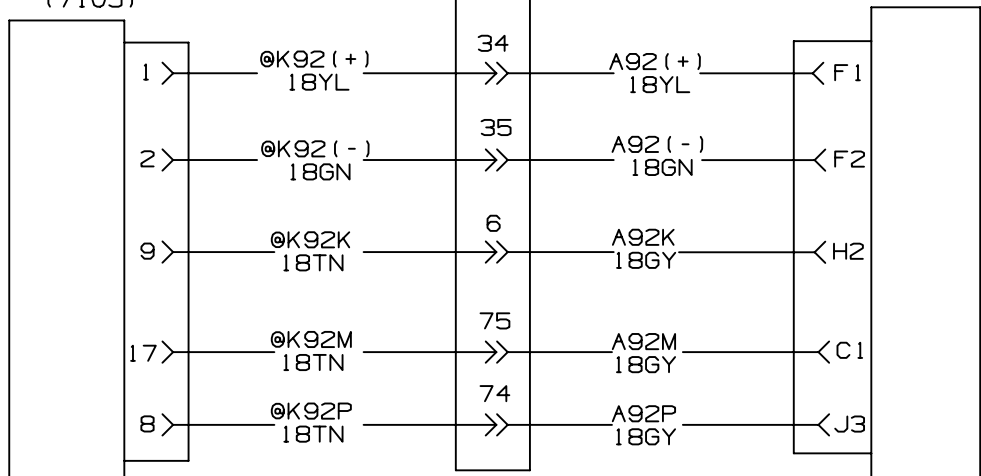 (7103)
34
1 @K92(+) A92(+) F1
18YL 18YL
35
2 @K92(-) A92(-) F2
18GN 18GN
6
9 @K92K A92K H2
18TN 18GY
75
17 @K92M A92M C1
18TN 18GY
74
8 @K92P A92P J3
18TN 18GY